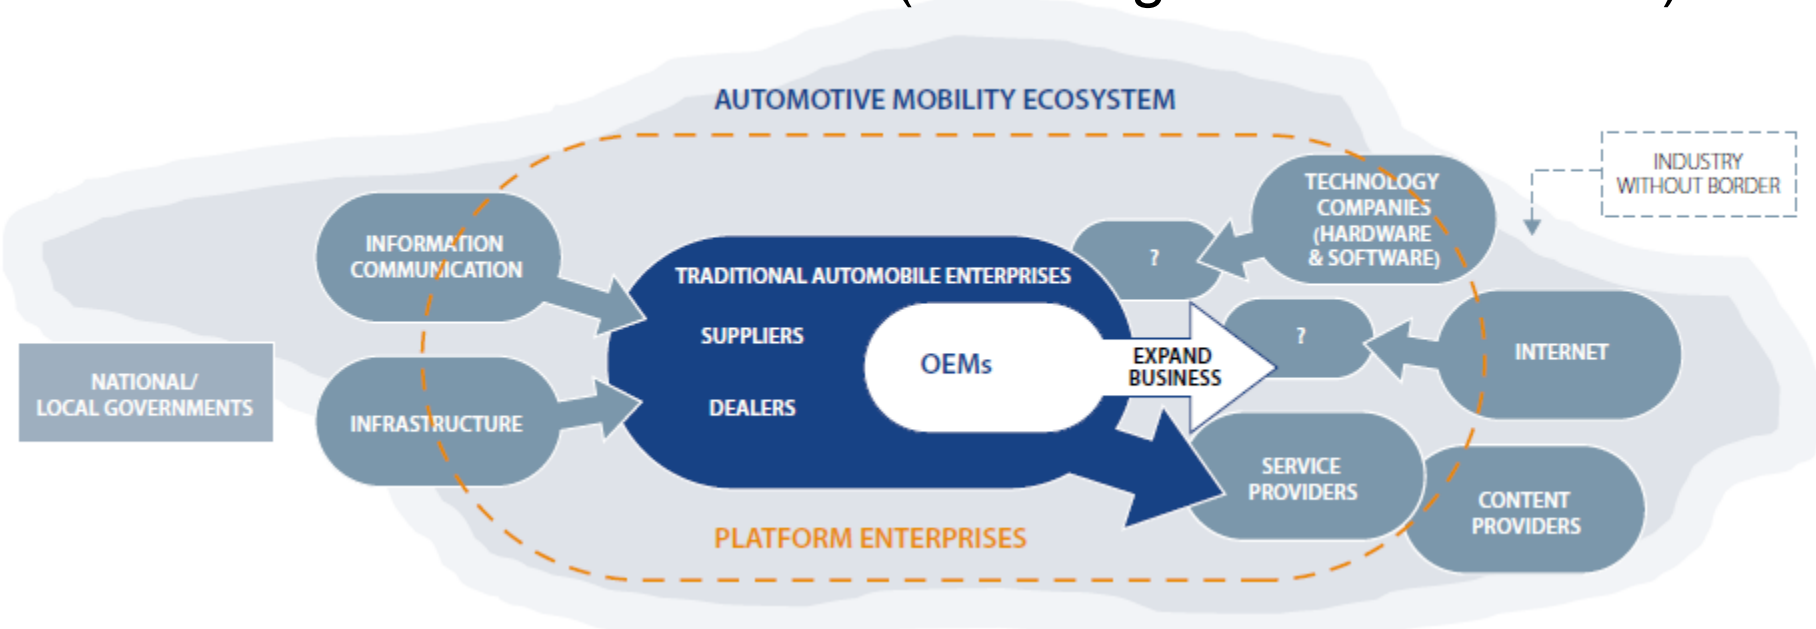 AUTOMOTIVE MOBILITY ECOSYSTEM
INDUSTRY
WITHOUT BORDER
TECHNOLOGY
COMPANIES
(HARDWARE
& SOFTWARE)
INFORMATION
COMMUNICATION
?
TRADITIONAL AUTOMOBILE ENTERPRISES
SUPPLIERS
OEMs
DEALERS
EXPAND
BUSINESS
?
INTERNET
NATIONAL/
LOCAL GOVERNMENTS
INFRASTRUCTURE
SERVICE
PROVIDERS
CONTENT
PROVIDERS
PLATFORM ENTERPRISES